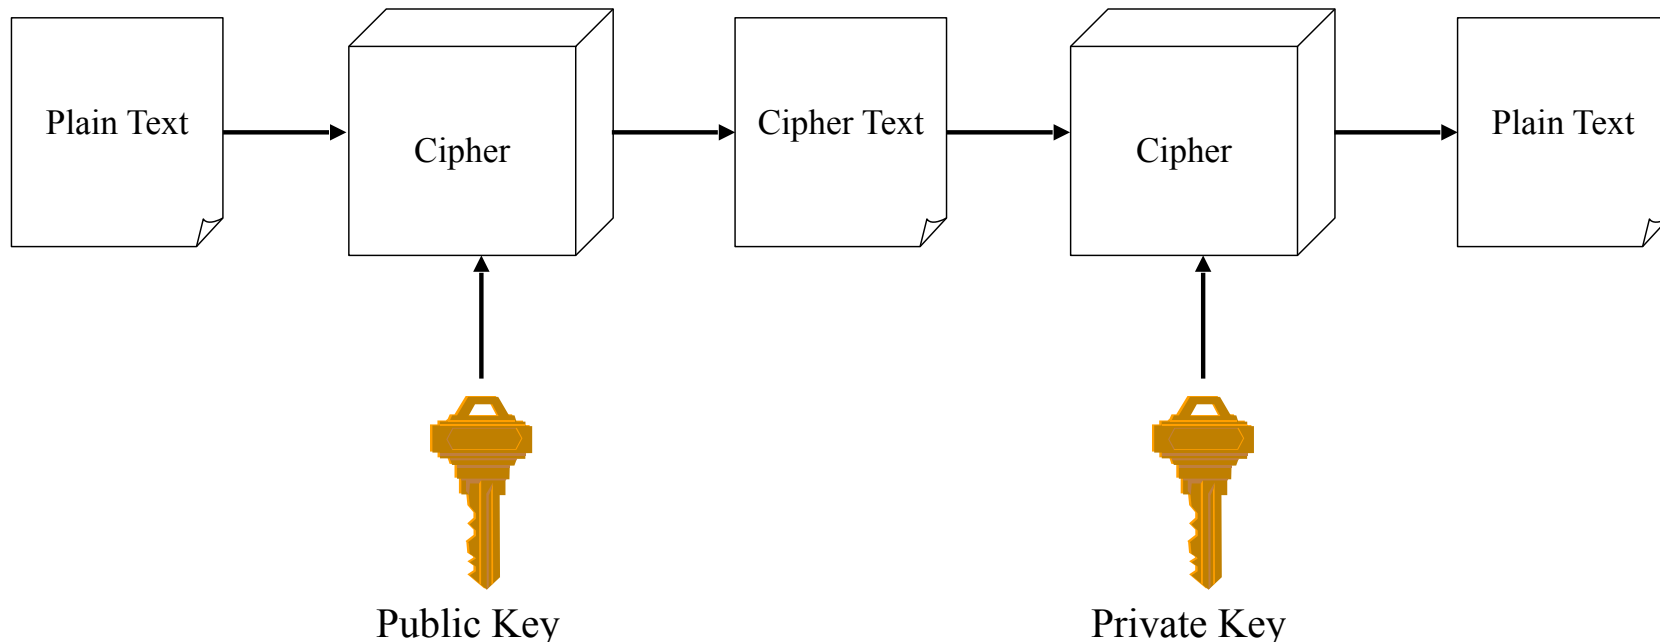 Plain Text
Cipher
Cipher Text
Cipher
Plain Text
Public Key
Private Key